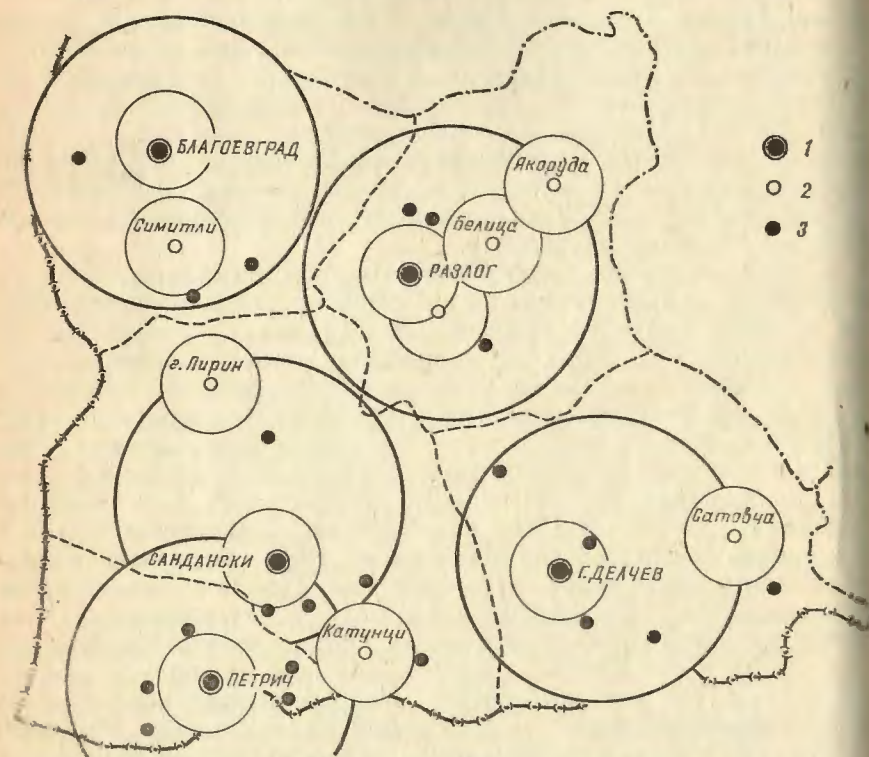 БЛАГОЕВГРАД
Симитли
Якоруда
Белица
РАЗЛОГ
г. Пирин
САНДАНСКИ
Катунци
ПЕТРИЧ
Г. ДЕЛЧЕВ
Сатовча
1
2
3